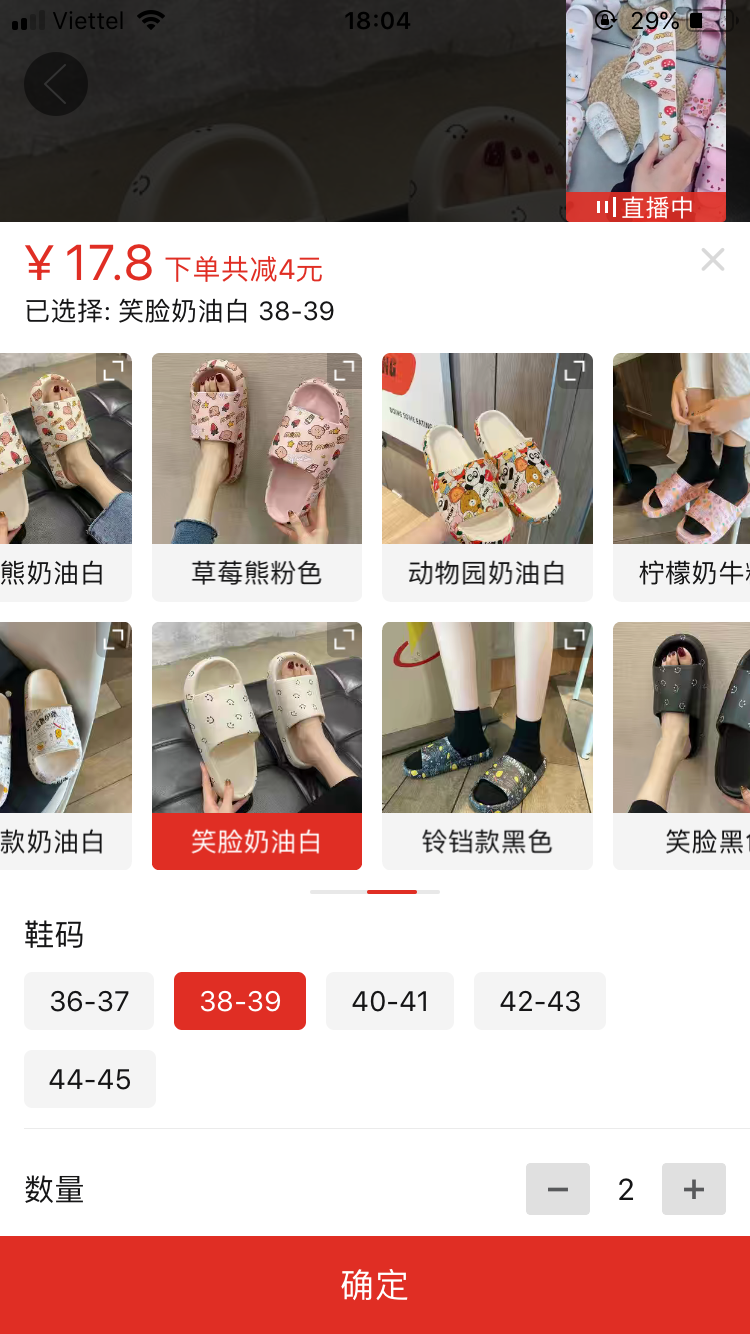 Viettel 18:04 29%
直播中
¥ 17.8 下单共减4元
已选择: 笑脸奶油白 38-39
熊奶油白 草莓熊粉色 动物园奶油白 柠檬奶牛
款奶油白 笑脸奶油白 铃铛款黑色 笑脸黑
鞋码
36-37 38-39 40-41 42-43
44-45
数量 2
确定